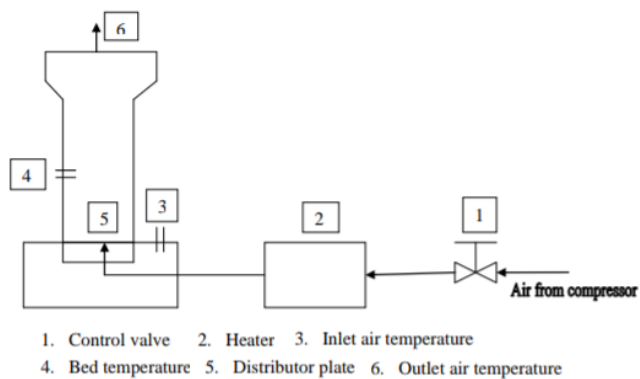 6
4
5
3
2
1
Air from compressor
1. Control valve 2. Heater 3. Inlet air temperature
4. Bed temperature 5. Distributor plate 6. Outlet air temperature